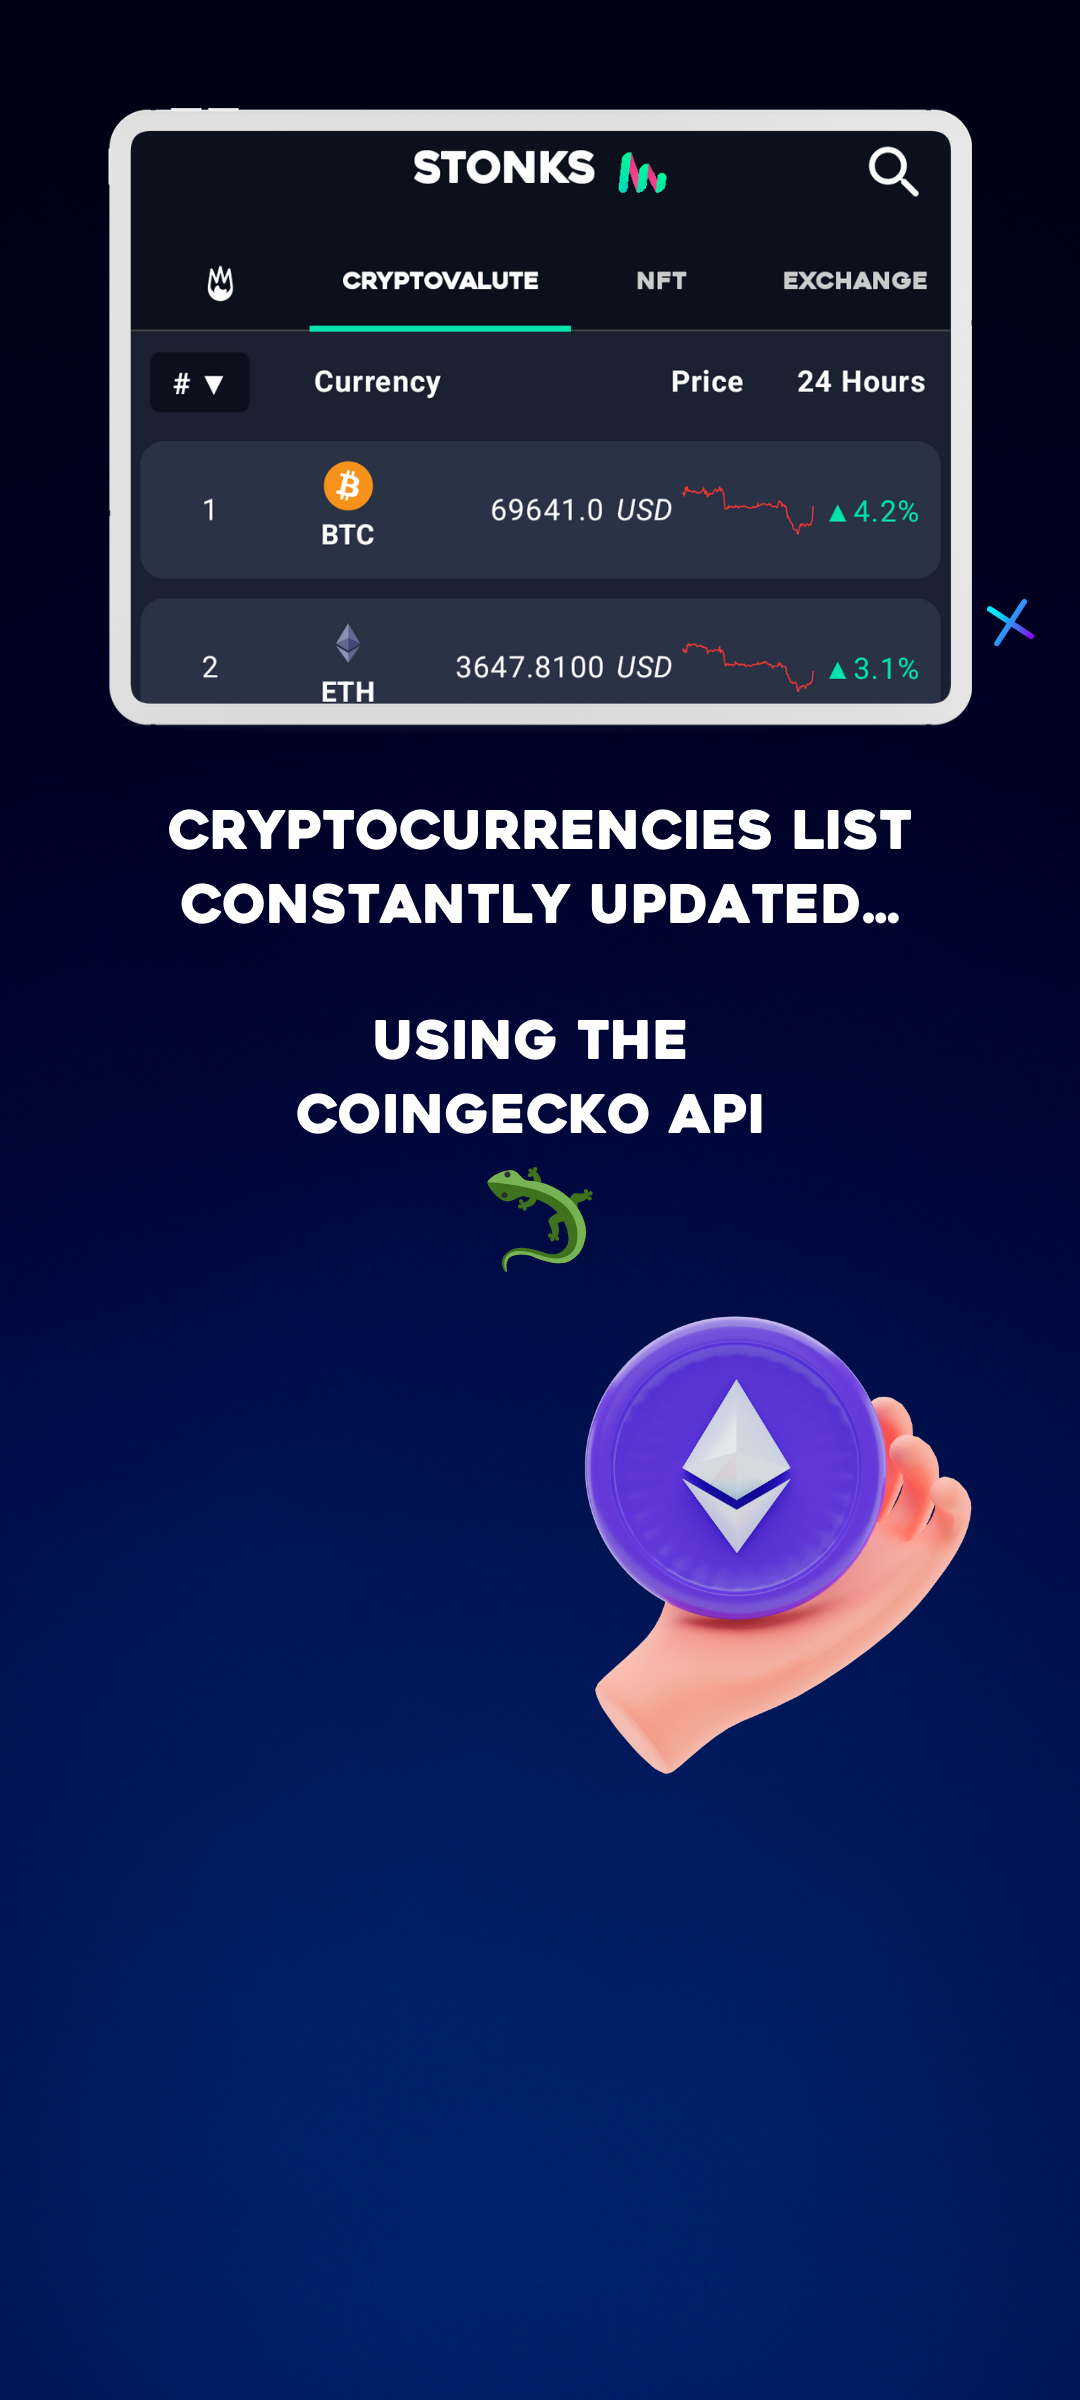 STONKS
CRYPTOVALUTE NFT EXCHANGE
# ▼ Currency Price 24 Hours
1 BTC 69641.0 USD ▲4.2%
2 ETH 3647.8100 USD ▲3.1%
CRYPTOCURRENCIES LIST
CONSTANTLY UPDATED...
USING THE
COINGECKO API